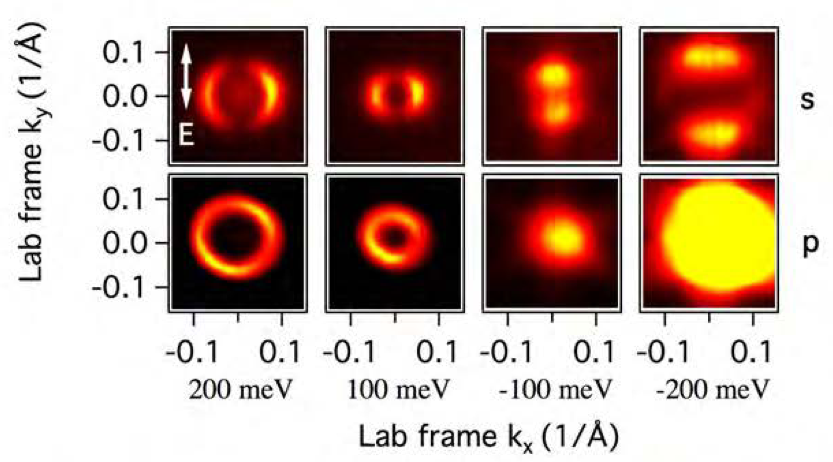 Lab frame ky (1/Å)
0.1
0.0
-0.1
E
s
0.1
0.0
-0.1
p
-0.1 0.1 -0.1 0.1 -0.1 0.1 -0.1 0.1
200 meV 100 meV -100 meV -200 meV
Lab frame kx (1/Å)